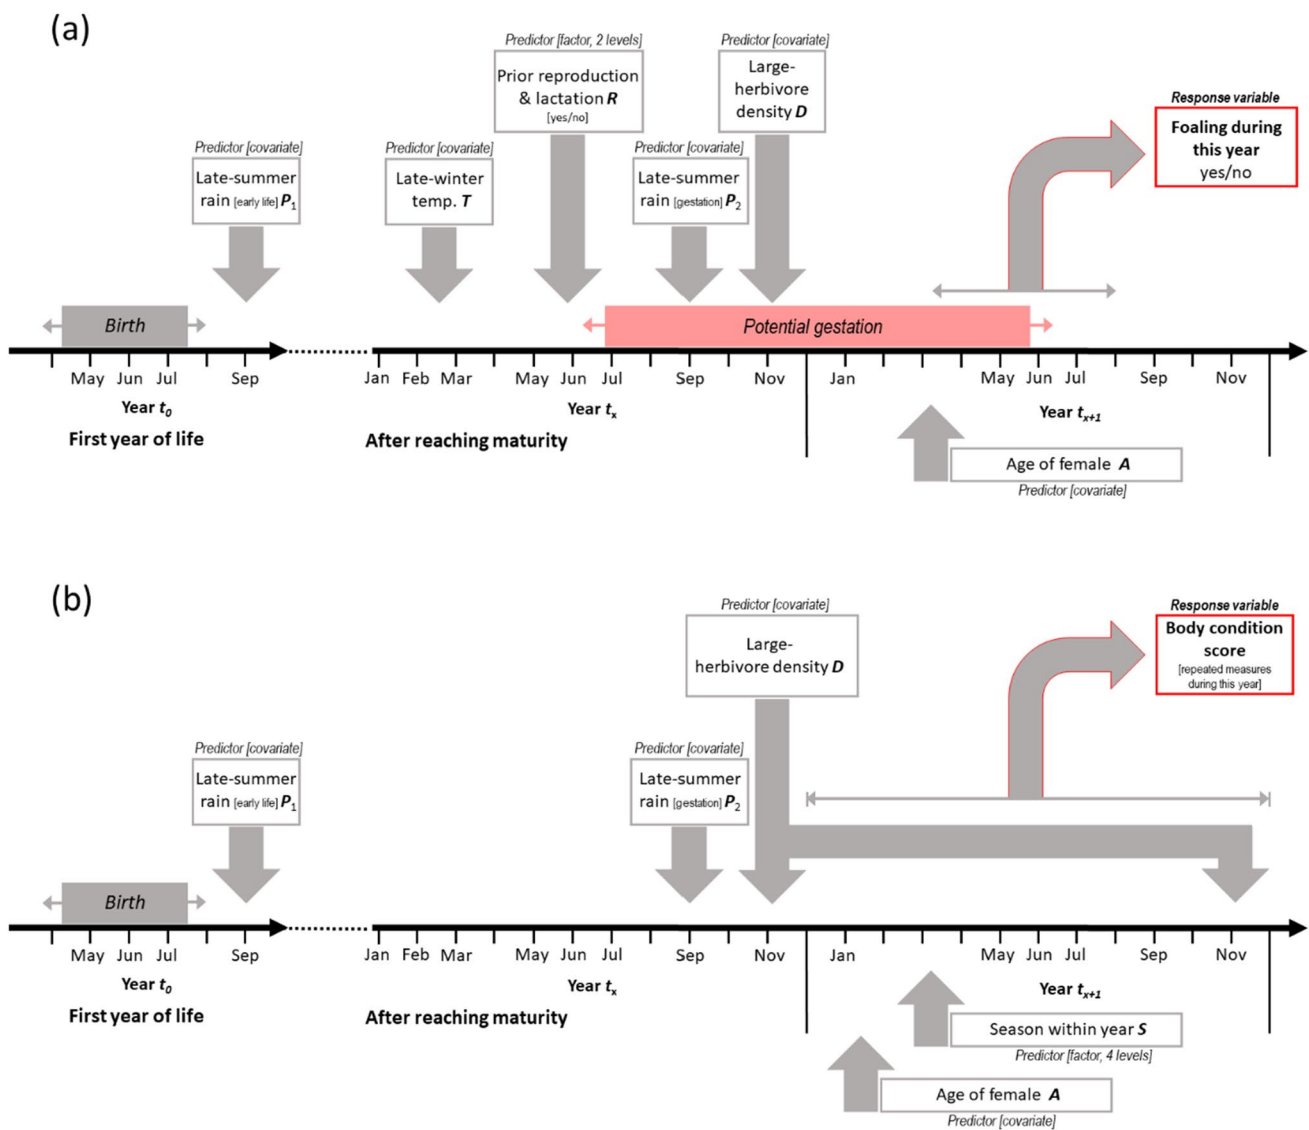 (a)
Predictor [factor, 2 levels]
Prior reproduction
& lactation R
[yes/no]
Predictor [covariate]
Large-
herbivore
density D
Response variable
Foaling during
this year
yes/no
Predictor [covariate]
Late-summer
rain [early life] P1
Predictor [covariate]
Late-winter
temp. T
Predictor [covariate]
Late-summer
rain [gestation] P2
Birth
Potential gestation
May Jun Jul Sep Jan Feb Mar May Jun Jul Sep Nov Jan May Jun Jul Sep Nov
Year t0 Year tx Year tx+1
First year of life After reaching maturity
Age of female A
Predictor [covariate]
(b)
Predictor [covariate]
Large-
herbivore density D
Response variable
Body condition
score
[repeated measures
during this year]
Predictor [covariate]
Late-summer
rain [early life] P1
Predictor [covariate]
Late-summer
rain [gestation] P2
Birth
May Jun Jul Sep Jan Feb Mar May Jun Jul Sep Nov Jan May Jun Jul Sep Nov
Year t0 Year tx Year tx+1
First year of life After reaching maturity
Season within year S
Predictor [factor, 4 levels]
Age of female A
Predictor [covariate]